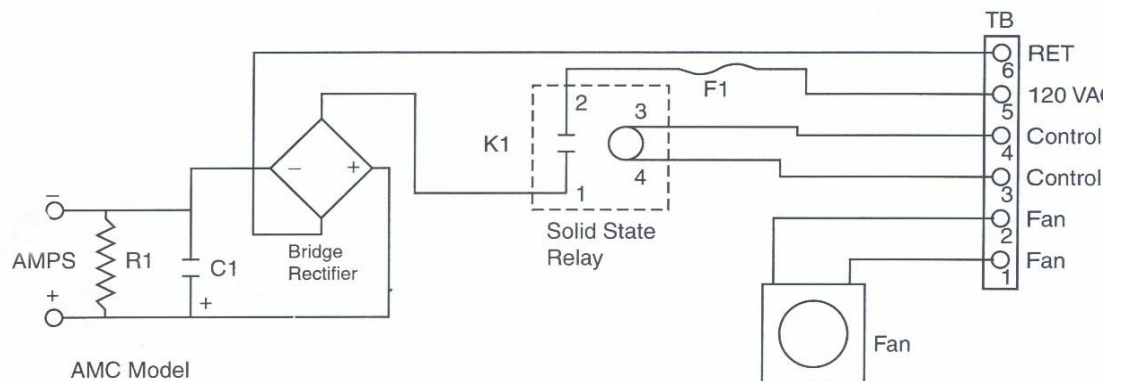 TB
RET
6
F1
120 VA
5
2
3
Control
4
K1
4
Control
1
3
Solid State
Relay
Fan
2
Fan
1
–
+
–
AMPS
R1
C1
Bridge
Rectifier
+
+
Fan
AMC Model